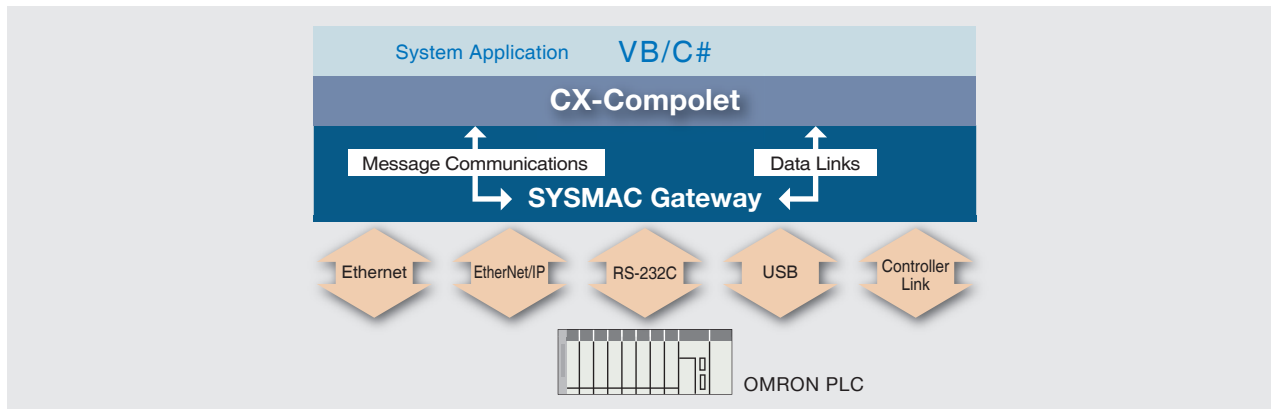 System Application VB/C#
CX-Compolet
Message Communications
Data Links
SYSMAC Gateway
Ethernet
EtherNet/IP
RS-232C
USB
Controller
Link
OMRON PLC